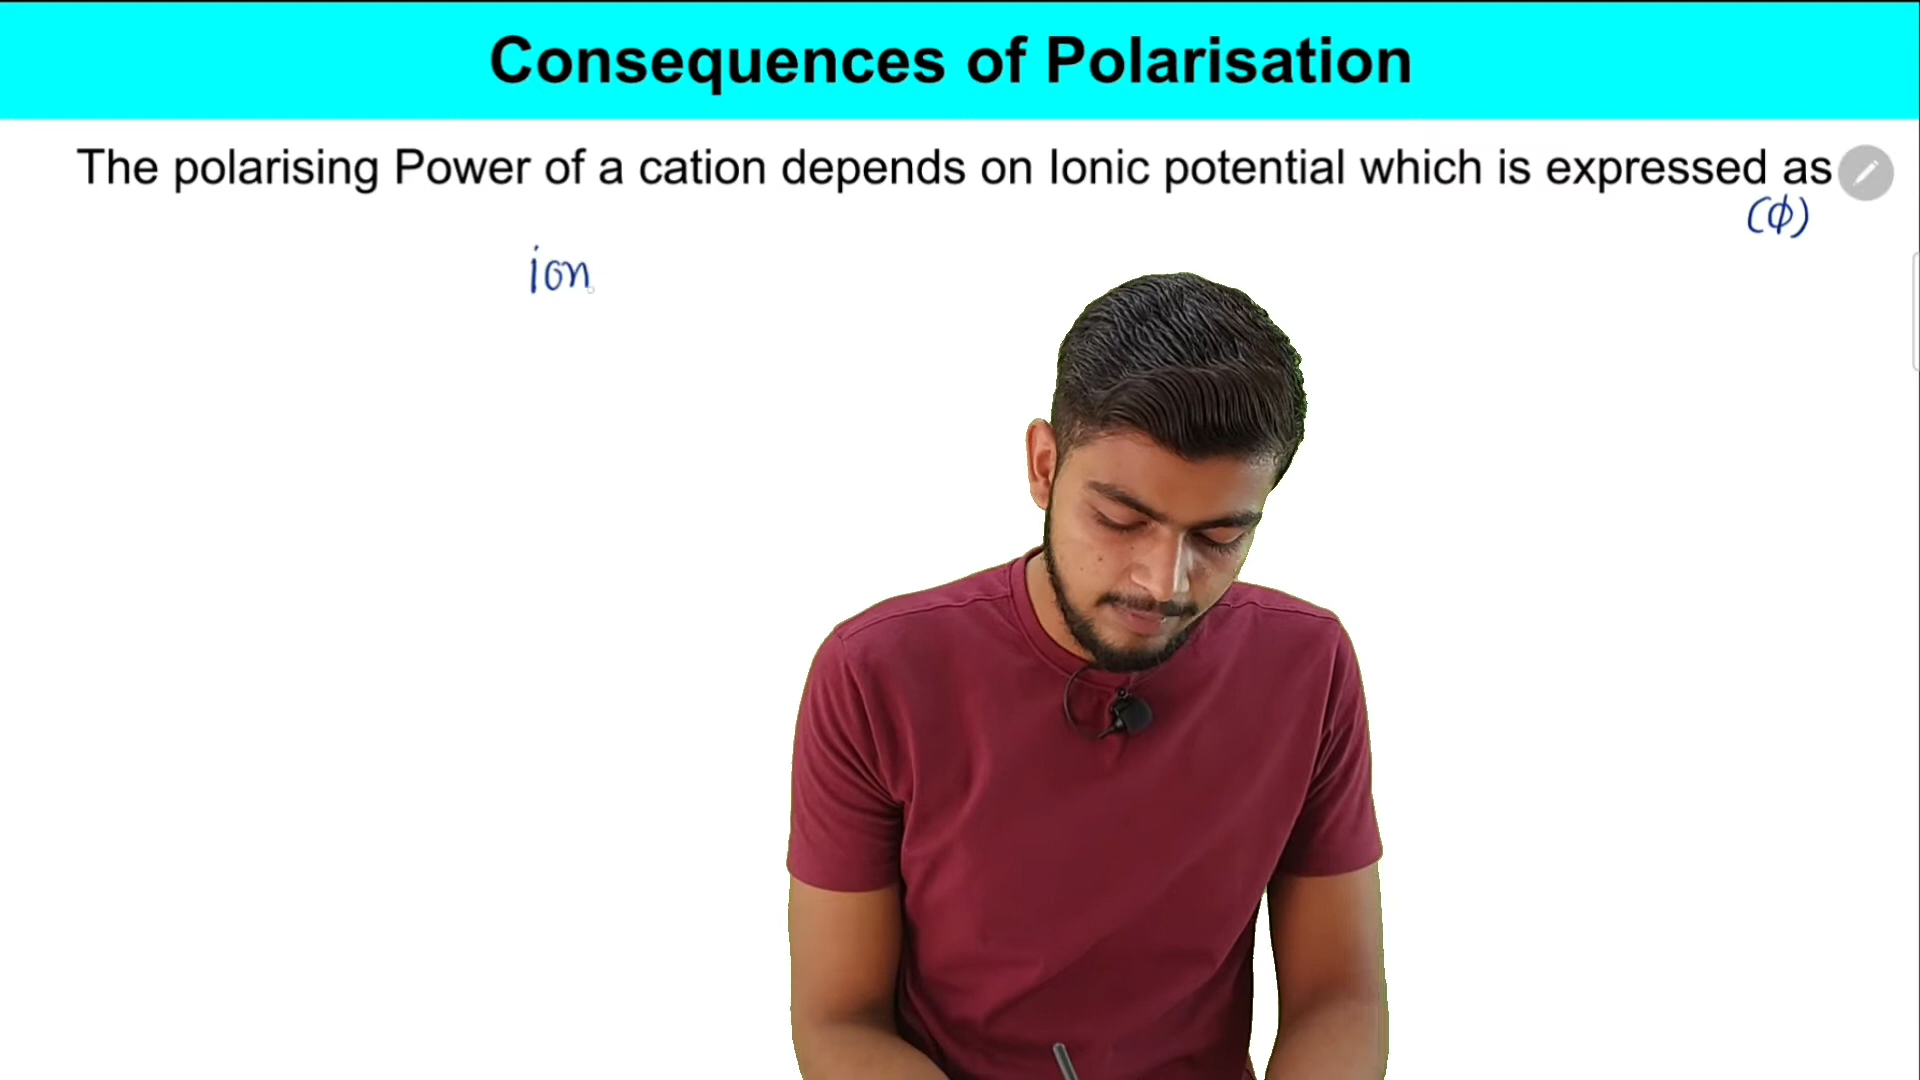 Consequences of Polarisation
The polarising Power of a cation depends on Ionic potential which is expressed as
(ϕ)
ion